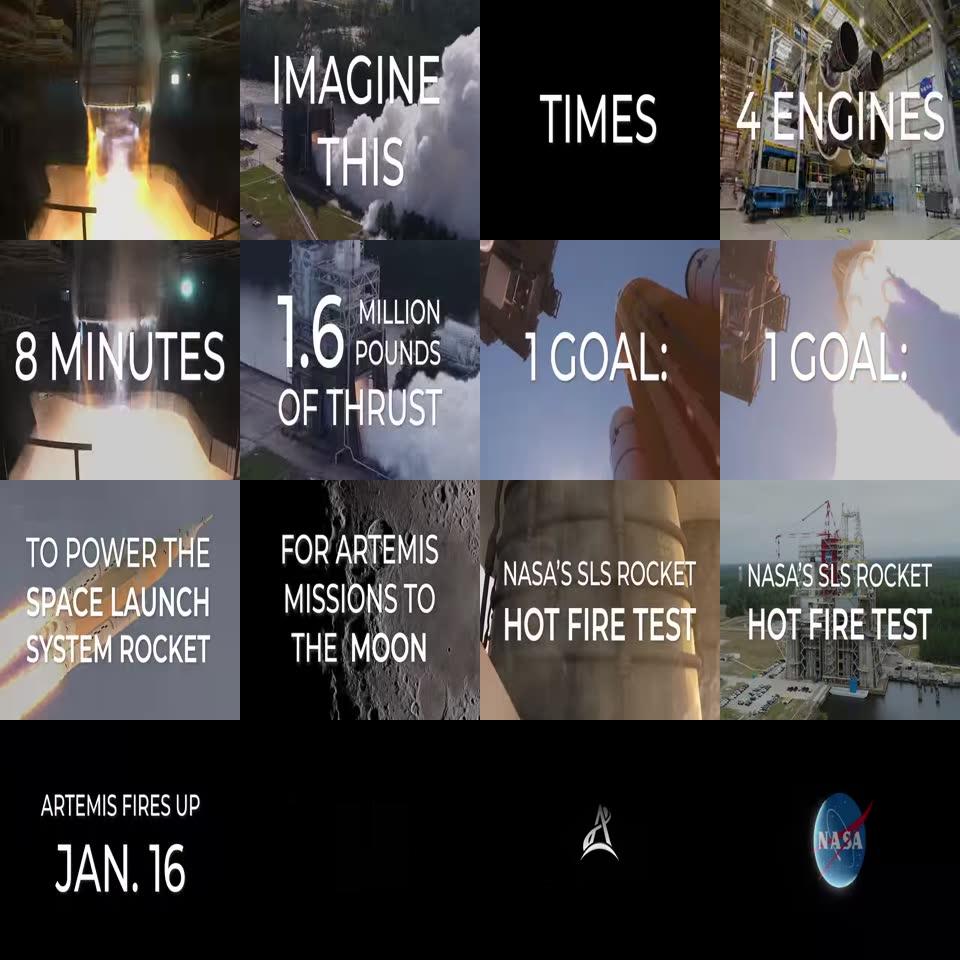 IMAGINE
THIS
TIMES
4 ENGINES
8 MINUTES
1.6 MILLION
POUNDS
OF THRUST
1 GOAL:
1 GOAL:
TO POWER THE
SPACE LAUNCH
SYSTEM ROCKET
FOR ARTEMIS
MISSIONS TO
THE MOON
NASA'S SLS ROCKET
HOT FIRE TEST
NASA'S SLS ROCKET
HOT FIRE TEST
ARTEMIS FIRES UP
JAN. 16
NASA